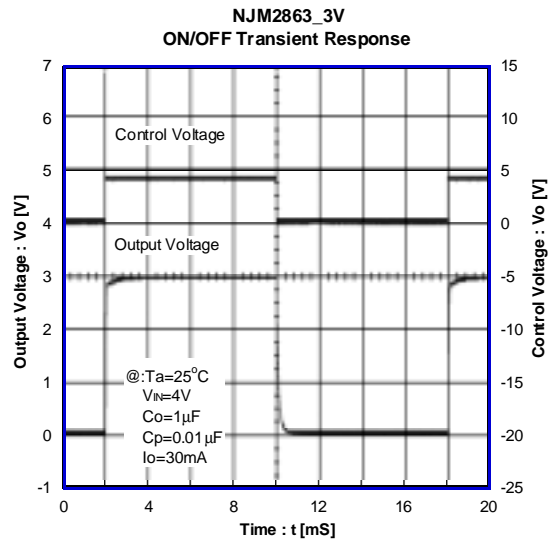 NJM2863_3V
ON/OFF Transient Response
7
6
5
4
3
2
1
0
-1
Output Voltage : Vo [V]
15
10
5
0
-5
-10
-15
-20
-25
Control Voltage : Vo [V]
Control Voltage
Output Voltage
@:Ta=25°C
VIN=4V
Co=1μF
Cp=0.01μF
Io=30mA
0 4 8 12 16 20
Time : t [mS]